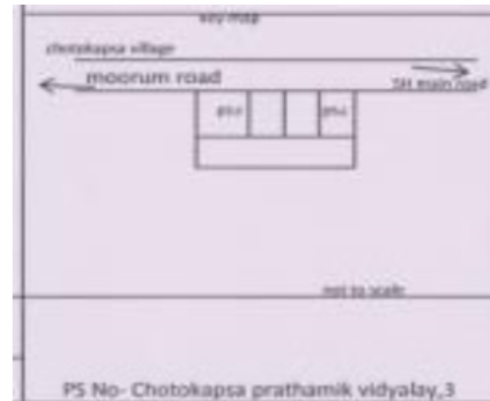 key map
chotokapsa village
moorum road
SH main road
not to scale
PS No- Chotokapsa prathamik vidyalay,3